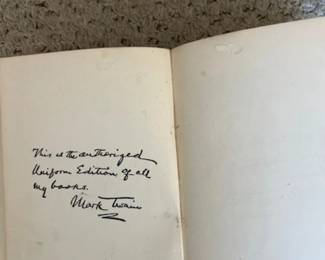 This is the authorized
Uniform Edition of all
my books.
Mark Twain